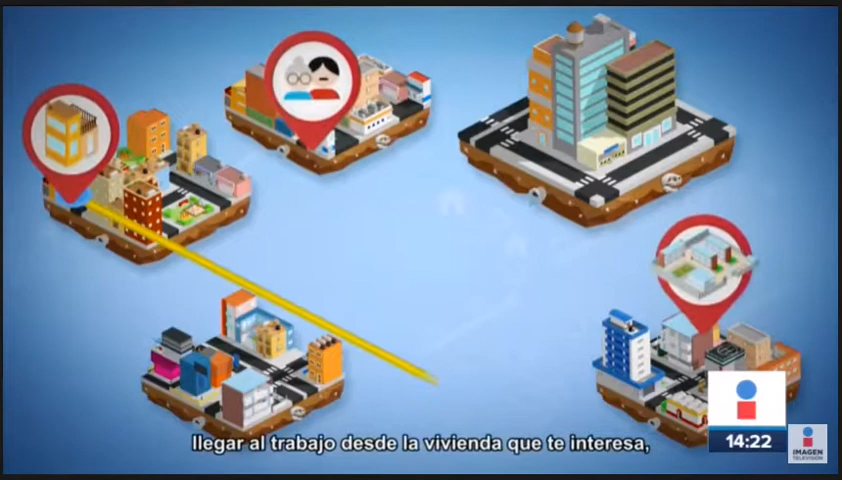 llegar al trabajo desde la vivienda que te interesa,
14:22
IMAGEN
TELEVISIÓN